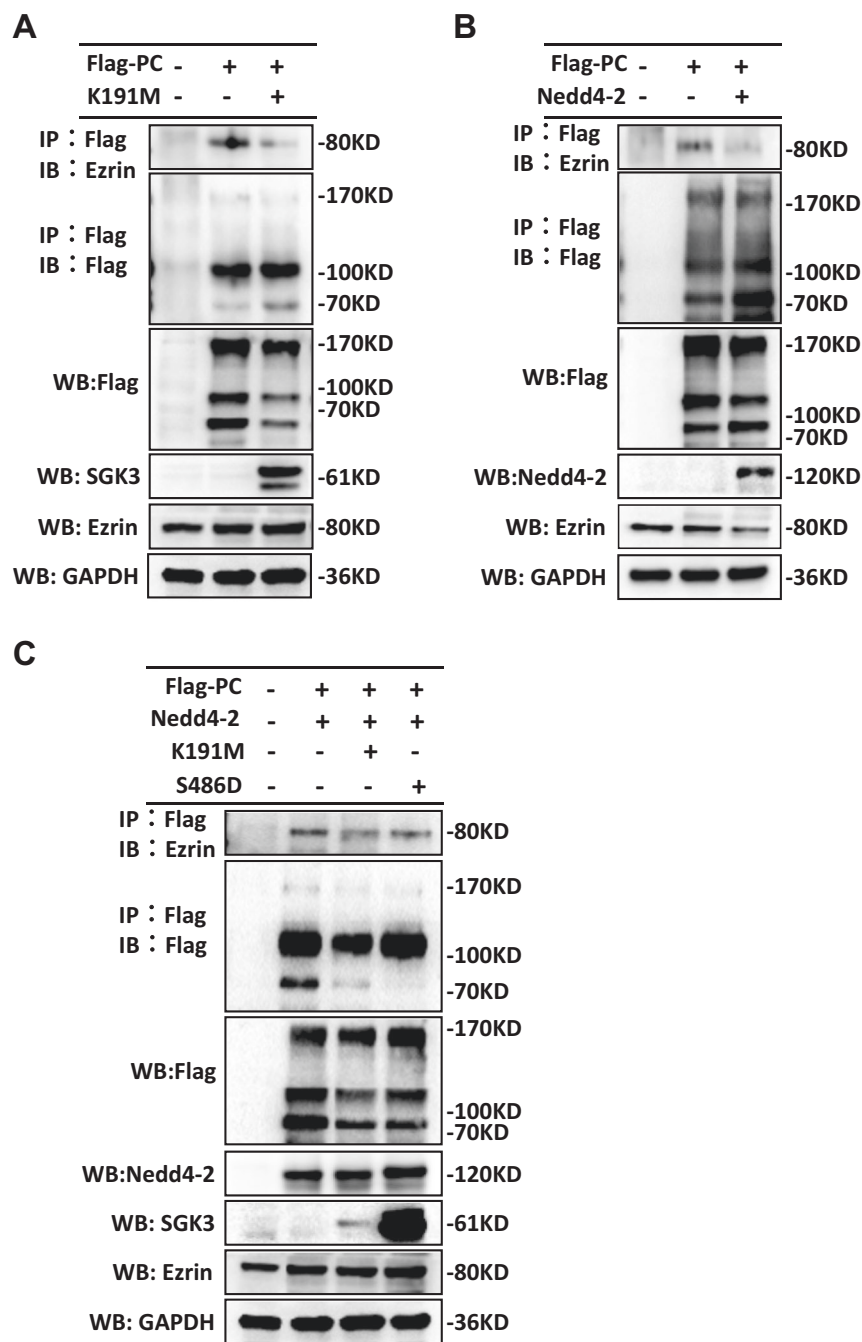 A
Flag-PC - + +
K191M - - +
IP : Flag
IB : Ezrin
-80KD
-170KD
IP : Flag
IB : Flag
-100KD
-70KD
WB:Flag
-170KD
-100KD
-70KD
WB: SGK3 -61KD
WB: Ezrin -80KD
WB: GAPDH -36KD
B
Flag-PC - + +
Nedd4-2 - - +
IP : Flag
IB : Ezrin
-80KD
-170KD
IP : Flag
IB : Flag
-100KD
-70KD
WB:Flag
-170KD
-100KD
-70KD
WB:Nedd4-2 -120KD
WB: Ezrin -80KD
WB: GAPDH -36KD
C
Flag-PC - + + +
Nedd4-2 - + + +
K191M - - + -
S486D - - - +
IP : Flag
IB : Ezrin
-80KD
-170KD
IP : Flag
IB : Flag
-100KD
-70KD
-170KD
WB:Flag
-100KD
-70KD
WB:Nedd4-2 -120KD
WB: SGK3 -61KD
WB: Ezrin -80KD
WB: GAPDH -36KD